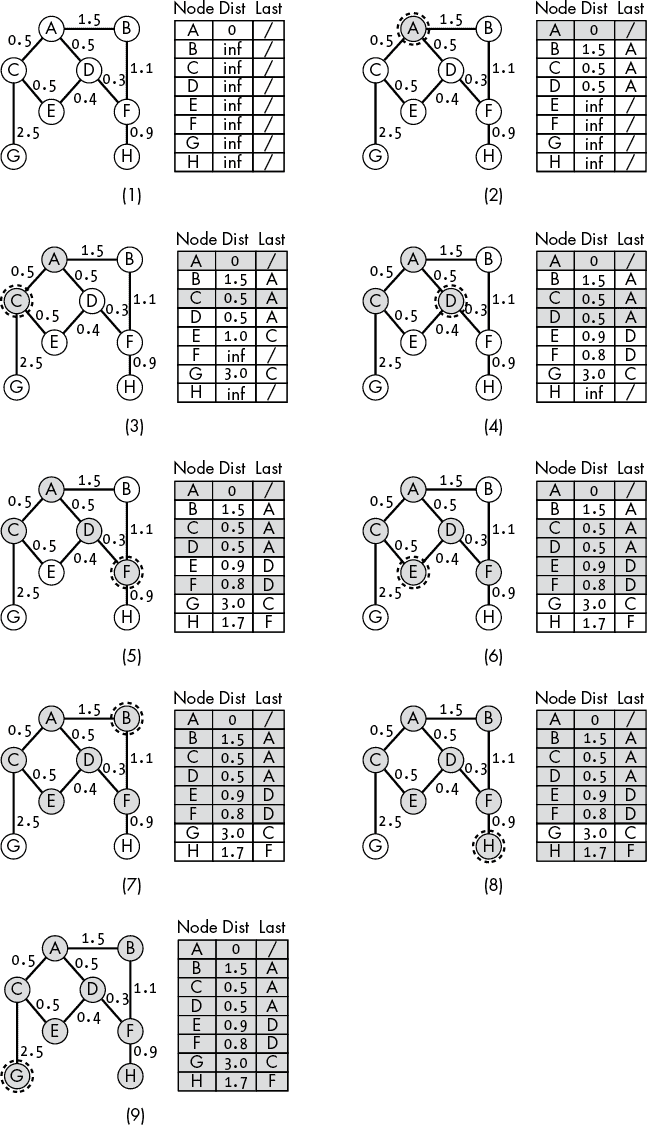 1.5
A B
0.5 0.5
C D 1.1
0.5 0.4 0.3
E F
2.5 0.9
G H
Node Dist Last
A 0 /
B inf /
C inf /
D inf /
E inf /
F inf /
G inf /
H inf /
(1)
1.5
A B
0.5 0.5
C D 1.1
0.5 0.4 0.3
E F
2.5 0.9
G H
Node Dist Last
A 0 /
B 1.5 A
C 0.5 A
D 0.5 A
E inf /
F inf /
G inf /
H inf /
(2)
1.5
A B
0.5 0.5
C D 1.1
0.5 0.4 0.3
E F
2.5 0.9
G H
Node Dist Last
A 0 /
B 1.5 A
C 0.5 A
D 0.5 A
E 1.0 C
F inf /
G 3.0 C
H inf /
(3)
1.5
A B
0.5 0.5
C D 1.1
0.5 0.4 0.3
E F
2.5 0.9
G H
Node Dist Last
A 0 /
B 1.5 A
C 0.5 A
D 0.5 A
E 0.9 D
F 0.8 D
G 3.0 C
H inf /
(4)
1.5
A B
0.5 0.5
C D 1.1
0.5 0.4 0.3
E F
2.5 0.9
G H
Node Dist Last
A 0 /
B 1.5 A
C 0.5 A
D 0.5 A
E 0.9 D
F 0.8 D
G 3.0 C
H 1.7 F
(5)
1.5
A B
0.5 0.5
C D 1.1
0.5 0.4 0.3
E F
2.5 0.9
G H
Node Dist Last
A 0 /
B 1.5 A
C 0.5 A
D 0.5 A
E 0.9 D
F 0.8 D
G 3.0 C
H 1.7 F
(6)
1.5
A B
0.5 0.5
C D 1.1
0.5 0.4 0.3
E F
2.5 0.9
G H
Node Dist Last
A 0 /
B 1.5 A
C 0.5 A
D 0.5 A
E 0.9 D
F 0.8 D
G 3.0 C
H 1.7 F
(7)
1.5
A B
0.5 0.5
C D 1.1
0.5 0.4 0.3
E F
2.5 0.9
G H
Node Dist Last
A 0 /
B 1.5 A
C 0.5 A
D 0.5 A
E 0.9 D
F 0.8 D
G 3.0 C
H 1.7 F
(8)
1.5
A B
0.5 0.5
C D 1.1
0.5 0.4 0.3
E F
2.5 0.9
G H
Node Dist Last
A 0 /
B 1.5 A
C 0.5 A
D 0.5 A
E 0.9 D
F 0.8 D
G 3.0 C
H 1.7 F
(9)